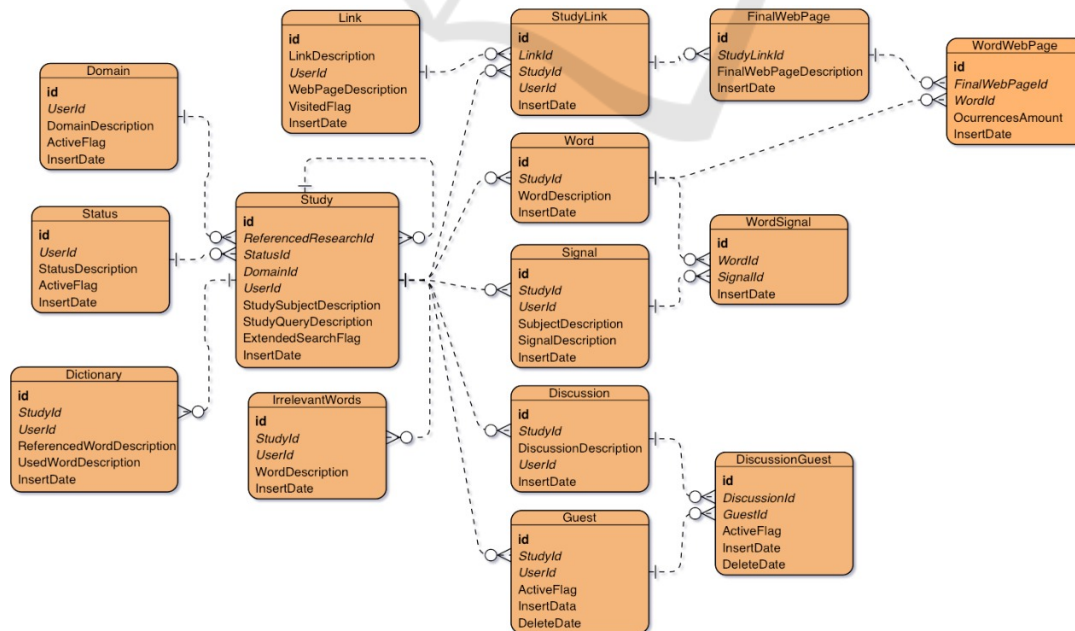 Link
id
LinkDescription
UserId
WebPageDescription
VisitedFlag
InsertDate
StudyLink
id
LinkId
StudyId
UserId
InsertDate
FinalWebPage
id
StudyLinkId
FinalWebPageDescription
InsertDate
WordWebPage
id
FinalWebPageId
WordId
OcurrencesAmount
InsertDate
Domain
id
UserId
DomainDescription
ActiveFlag
InsertDate
Word
id
StudyId
WordDescription
InsertDate
Status
id
UserId
StatusDescription
ActiveFlag
InsertDate
Study
id
ReferencedResearchId
StatusId
DomainId
UserId
StudySubjectDescription
StudyQueryDescription
ExtendedSearchFlag
InsertDate
Signal
id
StudyId
UserId
SubjectDescription
SignalDescription
InsertDate
WordSignal
id
WordId
SignalId
InsertDate
Dictionary
id
StudyId
UserId
ReferencedWordDescription
UsedWordDescription
InsertDate
IrrelevantWords
id
StudyId
UserId
WordDescription
InsertDate
Discussion
id
StudyId
DiscussionDescription
UserId
InsertDate
DiscussionGuest
id
DiscussionId
GuestId
ActiveFlag
InsertDate
DeleteDate
Guest
id
StudyId
UserId
ActiveFlag
InsertData
DeleteDate